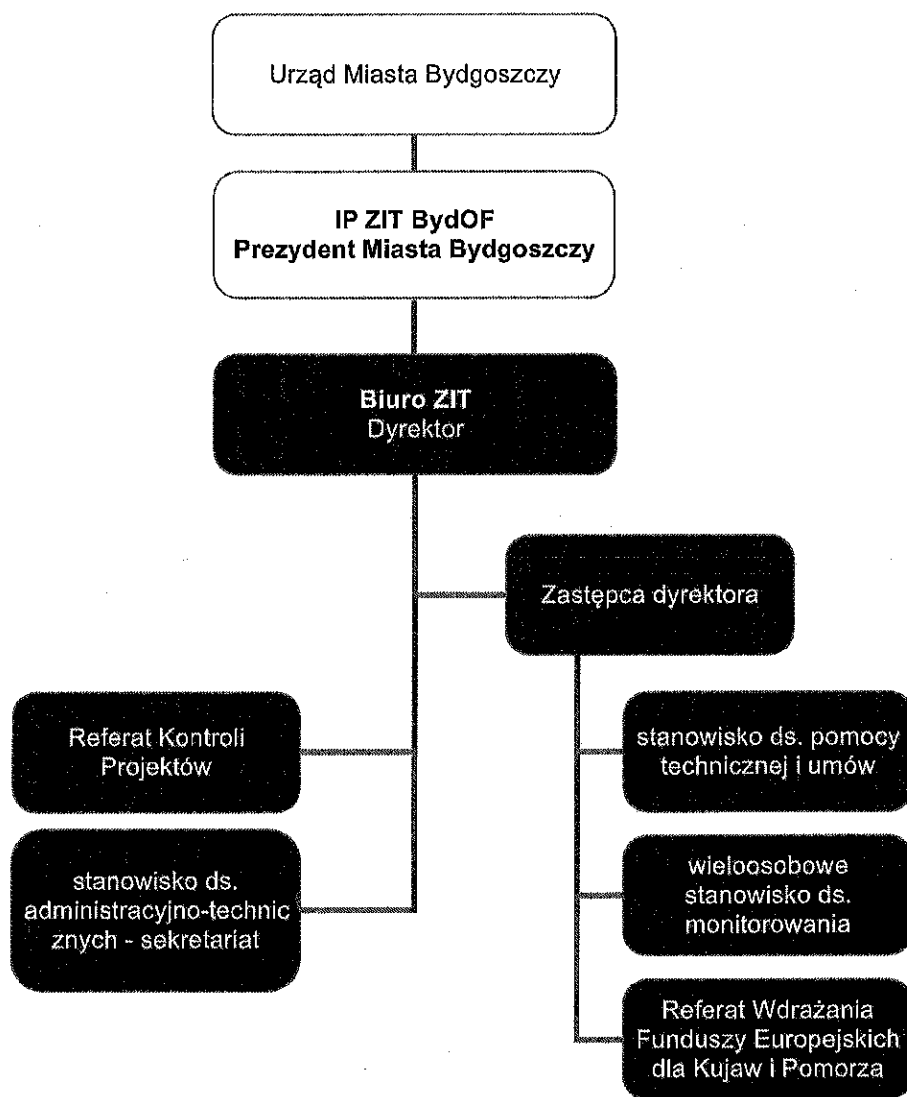 Urząd Miasta Bydgoszczy
IP ZIT BydOF
Prezydent Miasta Bydgoszczy
Biuro ZIT
Dyrektor
Zastępca dyrektora
Referat Kontroli
Projektów
stanowisko ds.
administracyjno-technic
znych - sekretariat
stanowisko ds. pomocy
technicznej i umów
wieloosobowe
stanowisko ds.
monitorowania
Referat Wdrażania
Funduszy Europejskich
dla Kujaw i Pomorza